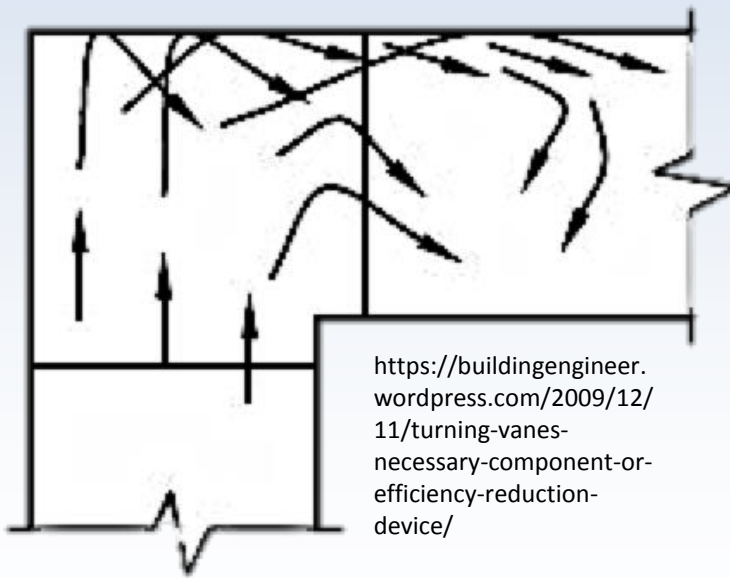 https://buildingengineer.
wordpress.com/2009/12/
11/turning-vanes-
necessary-component-or-
efficiency-reduction-
device/